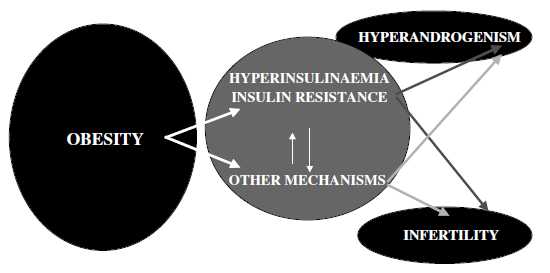 HYPERANDROGENISM
HYPERINSULINAEMIA
INSULIN RESISTANCE
OBESITY
OTHER MECHANISMS
INFERTILITY